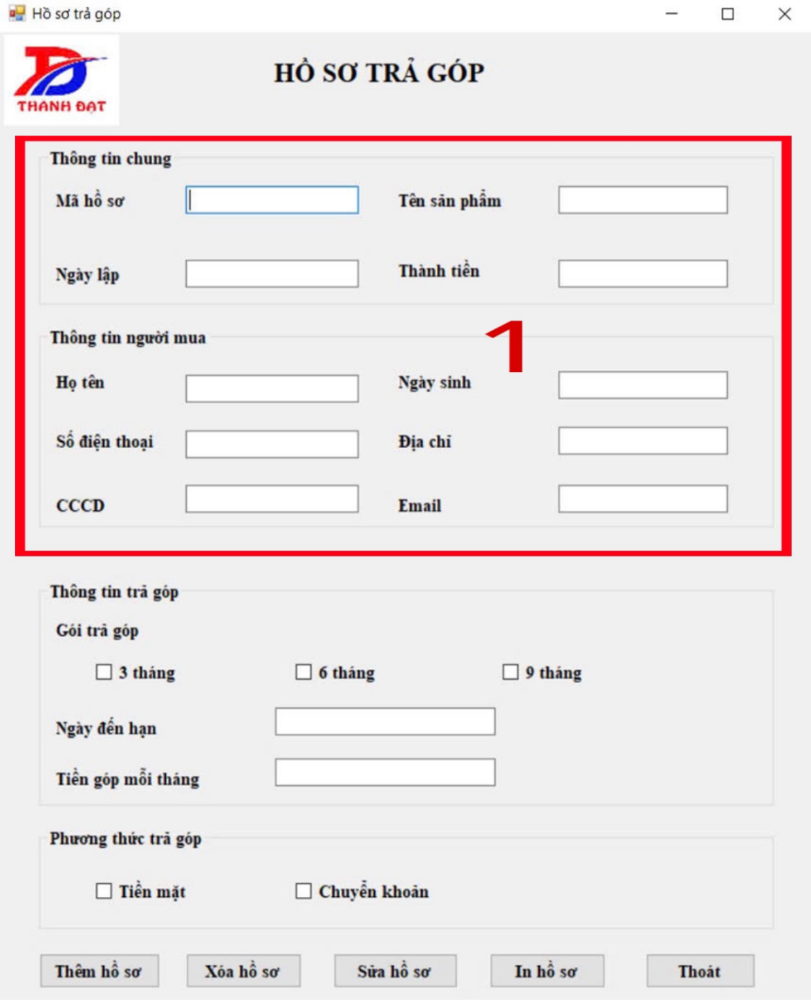 Hồ sơ trả góp
THÀNH ĐẠT
HỒ SƠ TRẢ GÓP
Thông tin chung
Mã hồ sơ Tên sản phẩm
Ngày lập Thành tiền
1
Thông tin người mua
Họ tên Ngày sinh
Số điện thoại Địa chỉ
CCCD Email
Thông tin trả góp
Gói trả góp
3 tháng 6 tháng 9 tháng
Ngày đến hạn
Tiền góp mỗi tháng
Phương thức trả góp
Tiền mặt Chuyển khoản
Thêm hồ sơ Xóa hồ sơ Sửa hồ sơ In hồ sơ Thoát